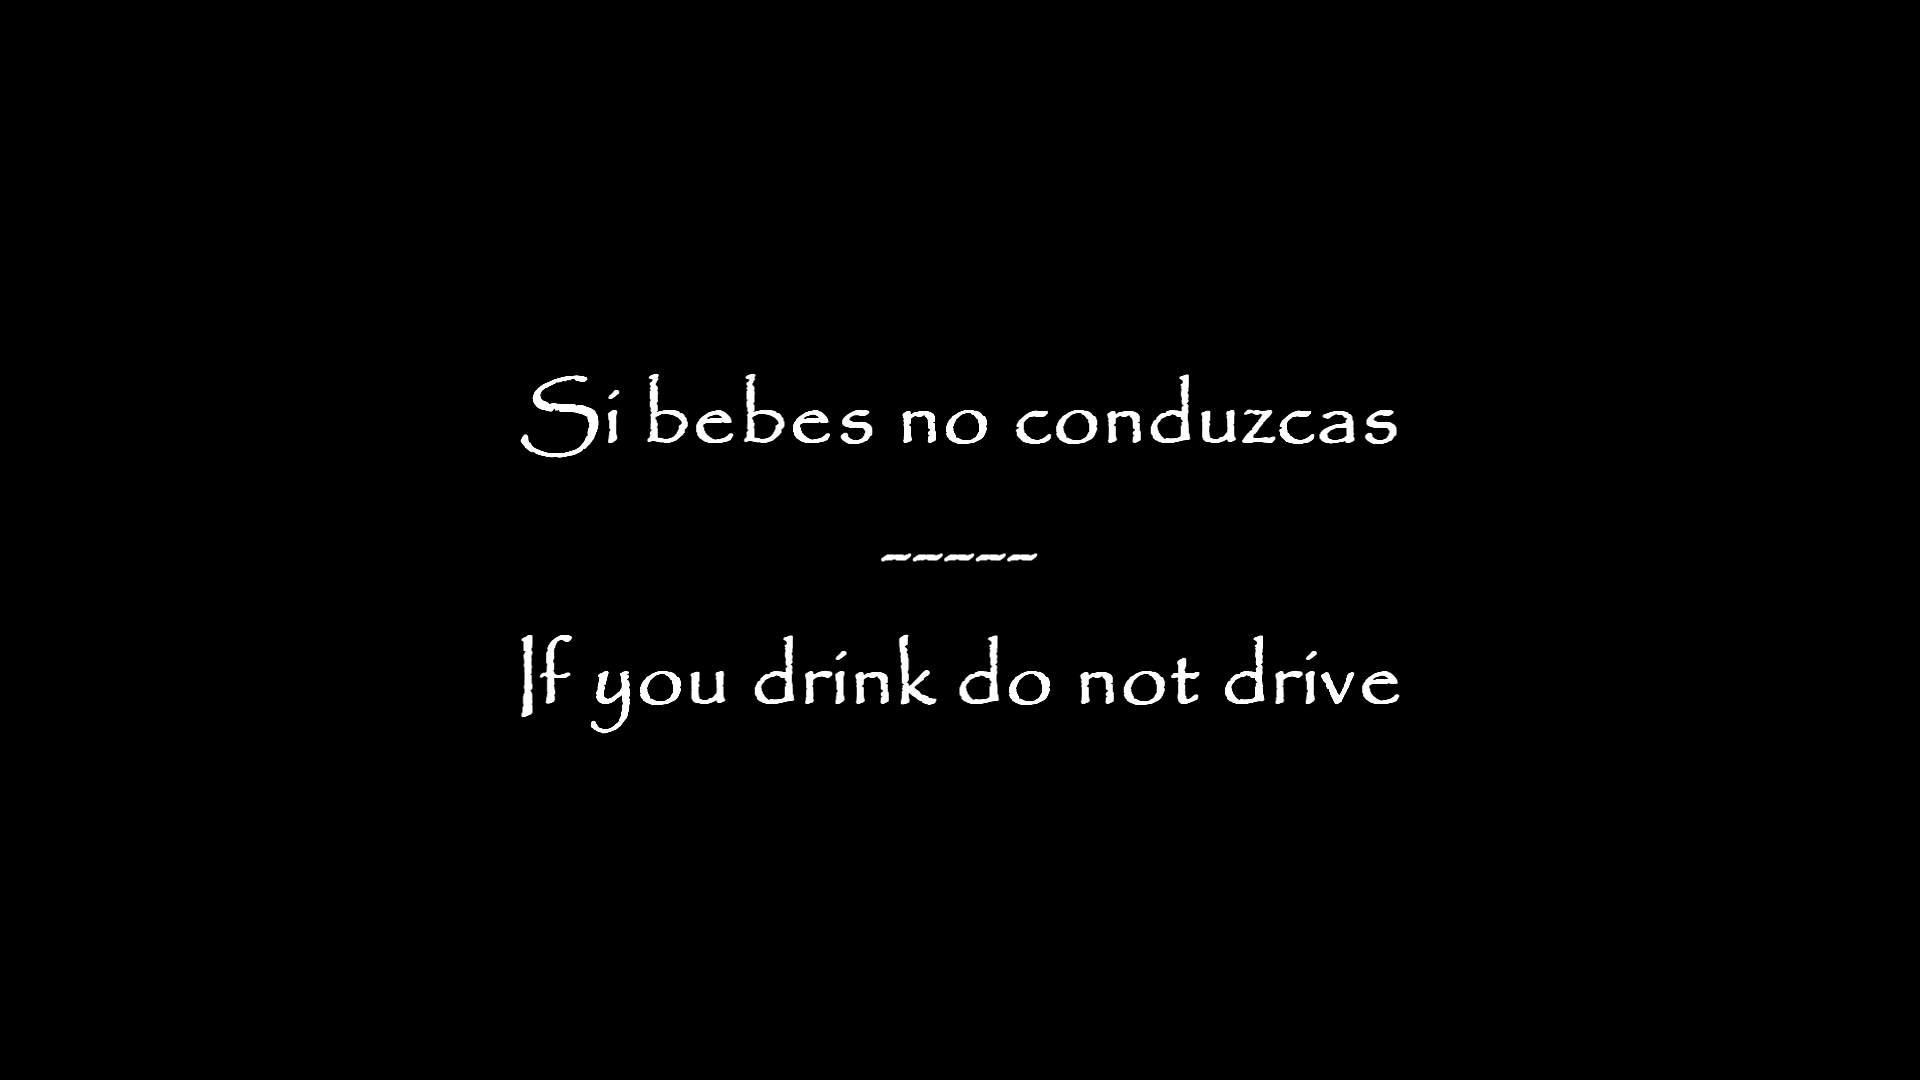 Si bebes no conduzcas
-----
If you drink do not drive